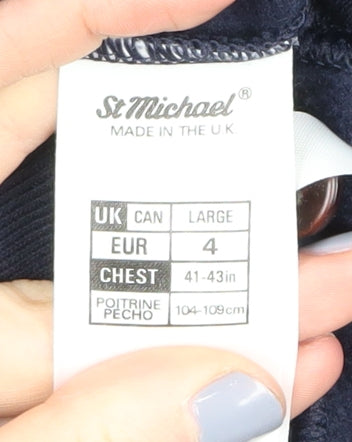 St Michael®
MADE IN THE U.K.
UK CAN LARGE
EUR 4
CHEST 41-43in
POITRINE
PECHO 104-109cm